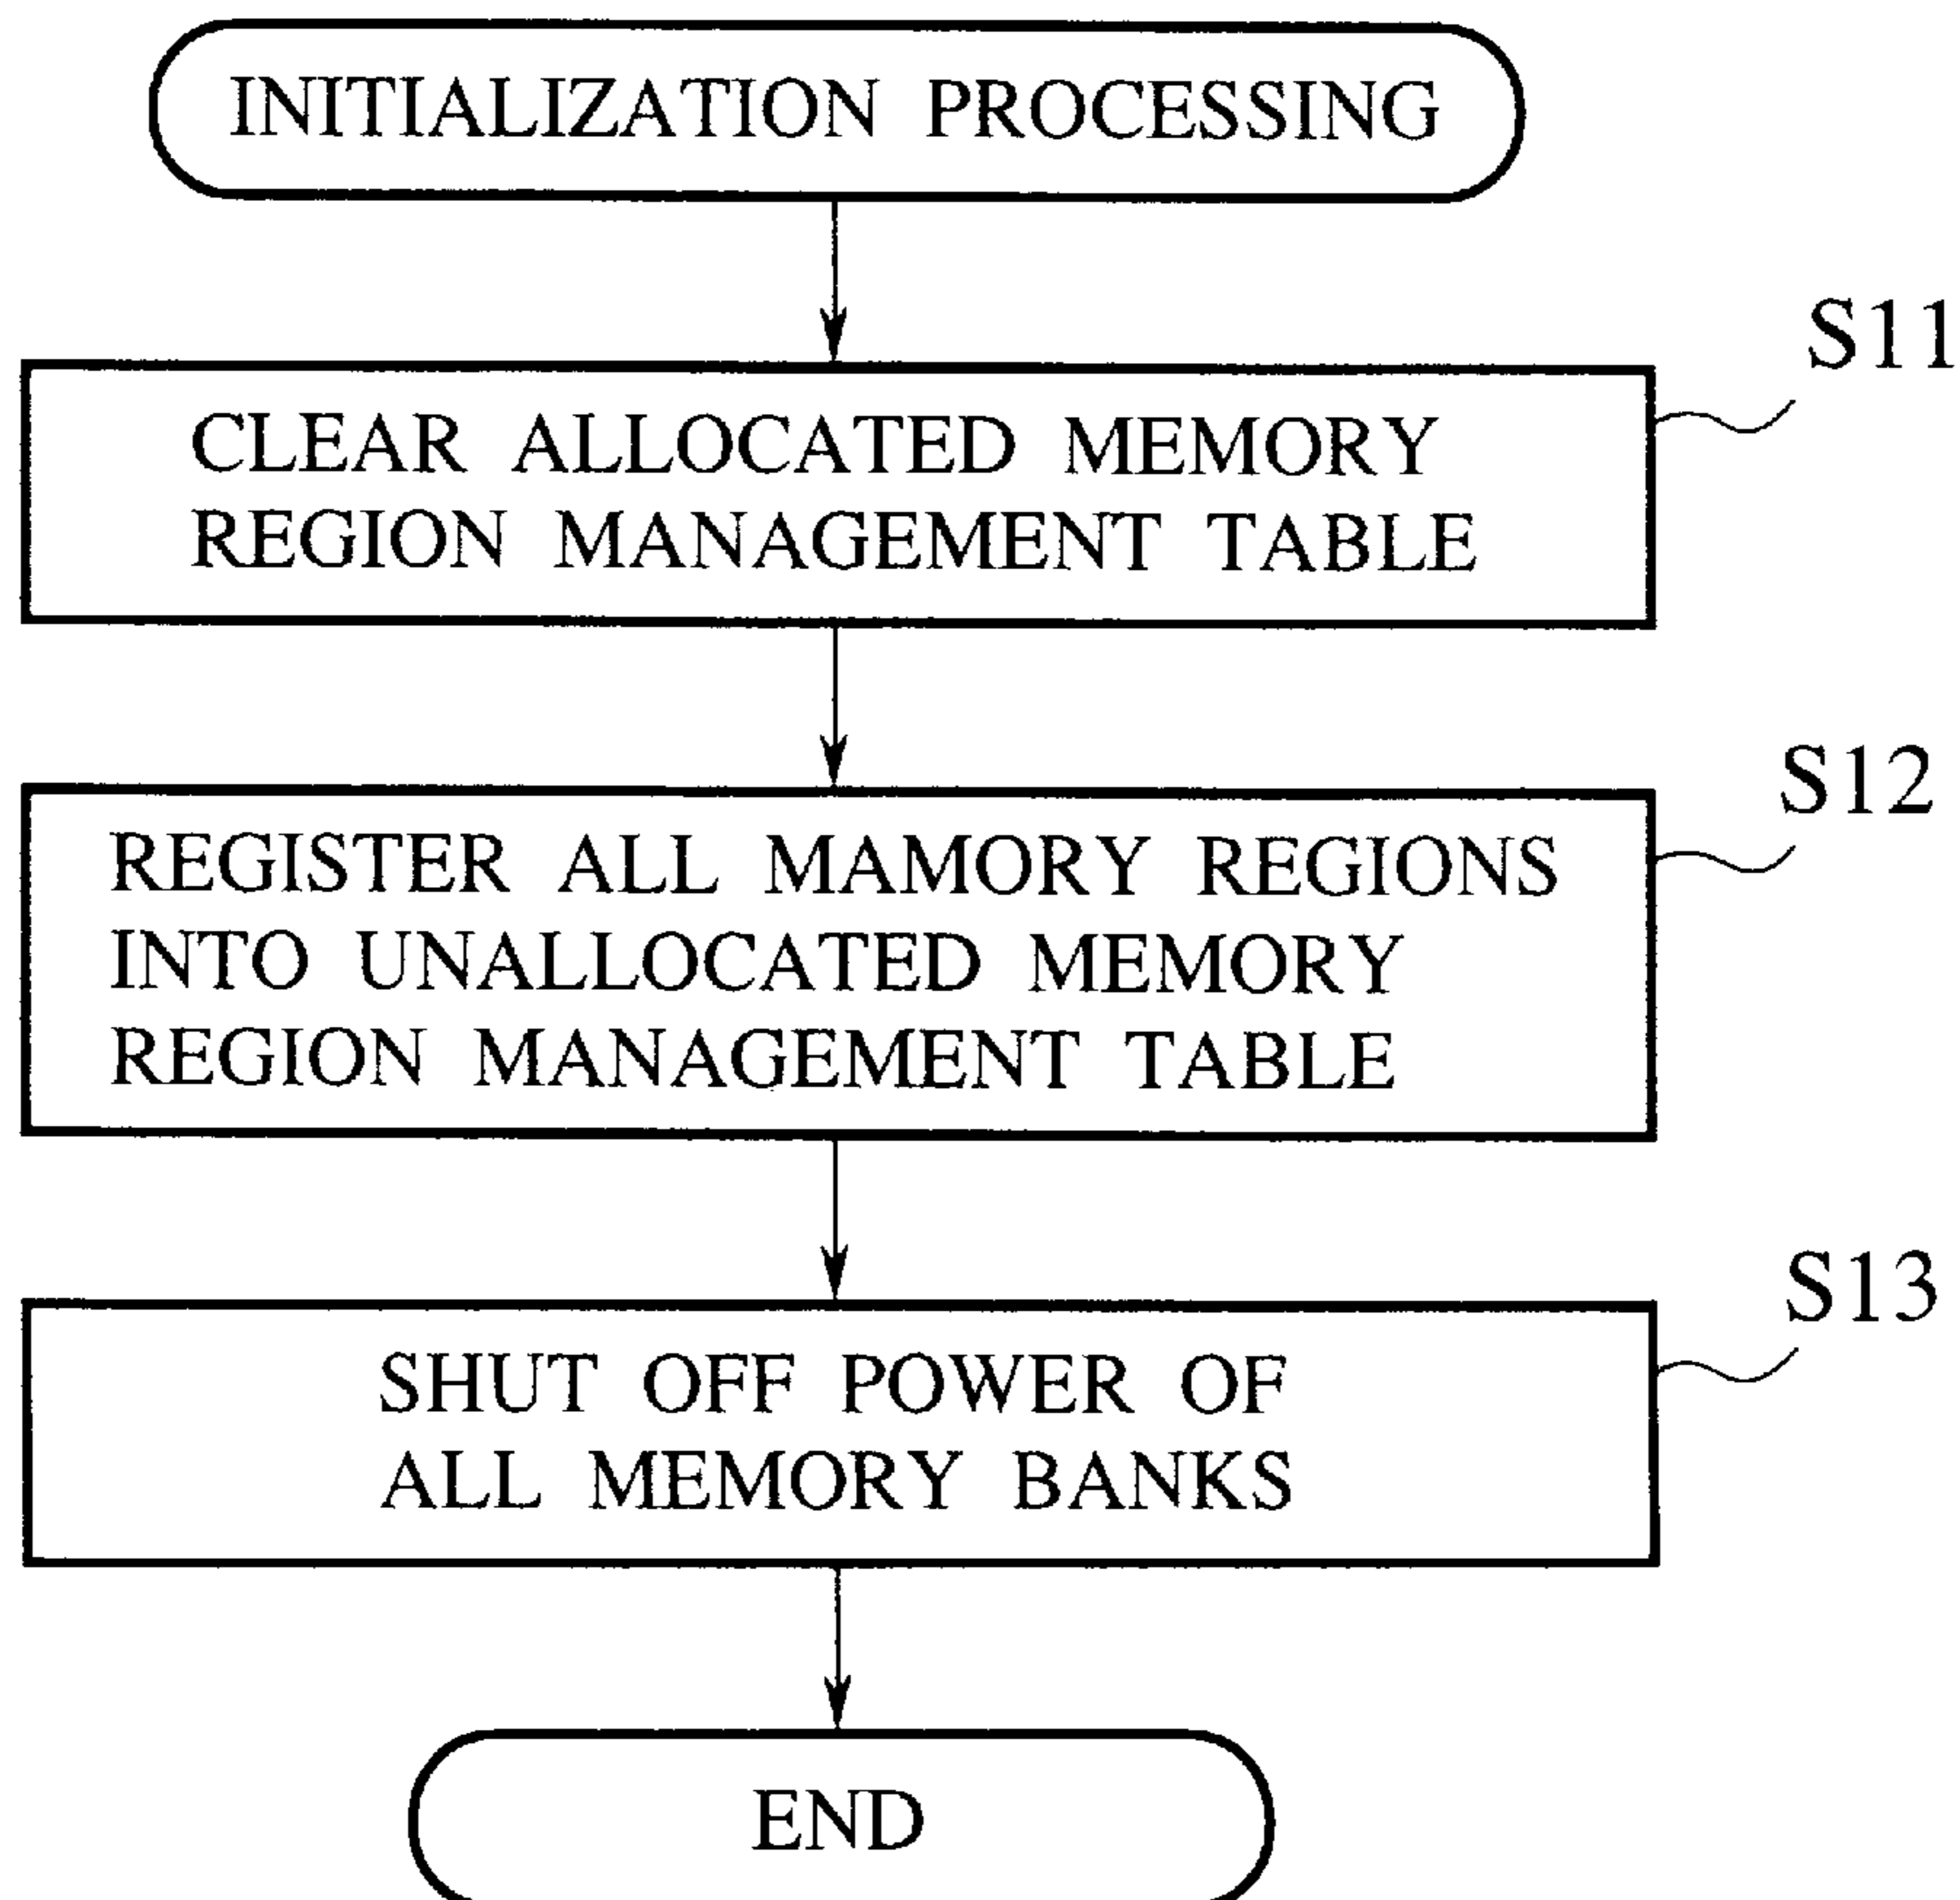 INITIALIZATION PROCESSING
S11
CLEAR ALLOCATED MEMORY
REGION MANAGEMENT TABLE
S12
REGISTER ALL MAMORY REGIONS
INTO UNALLOCATED MEMORY
REGION MANAGEMENT TABLE
S13
SHUT OFF POWER OF
ALL MEMORY BANKS
END